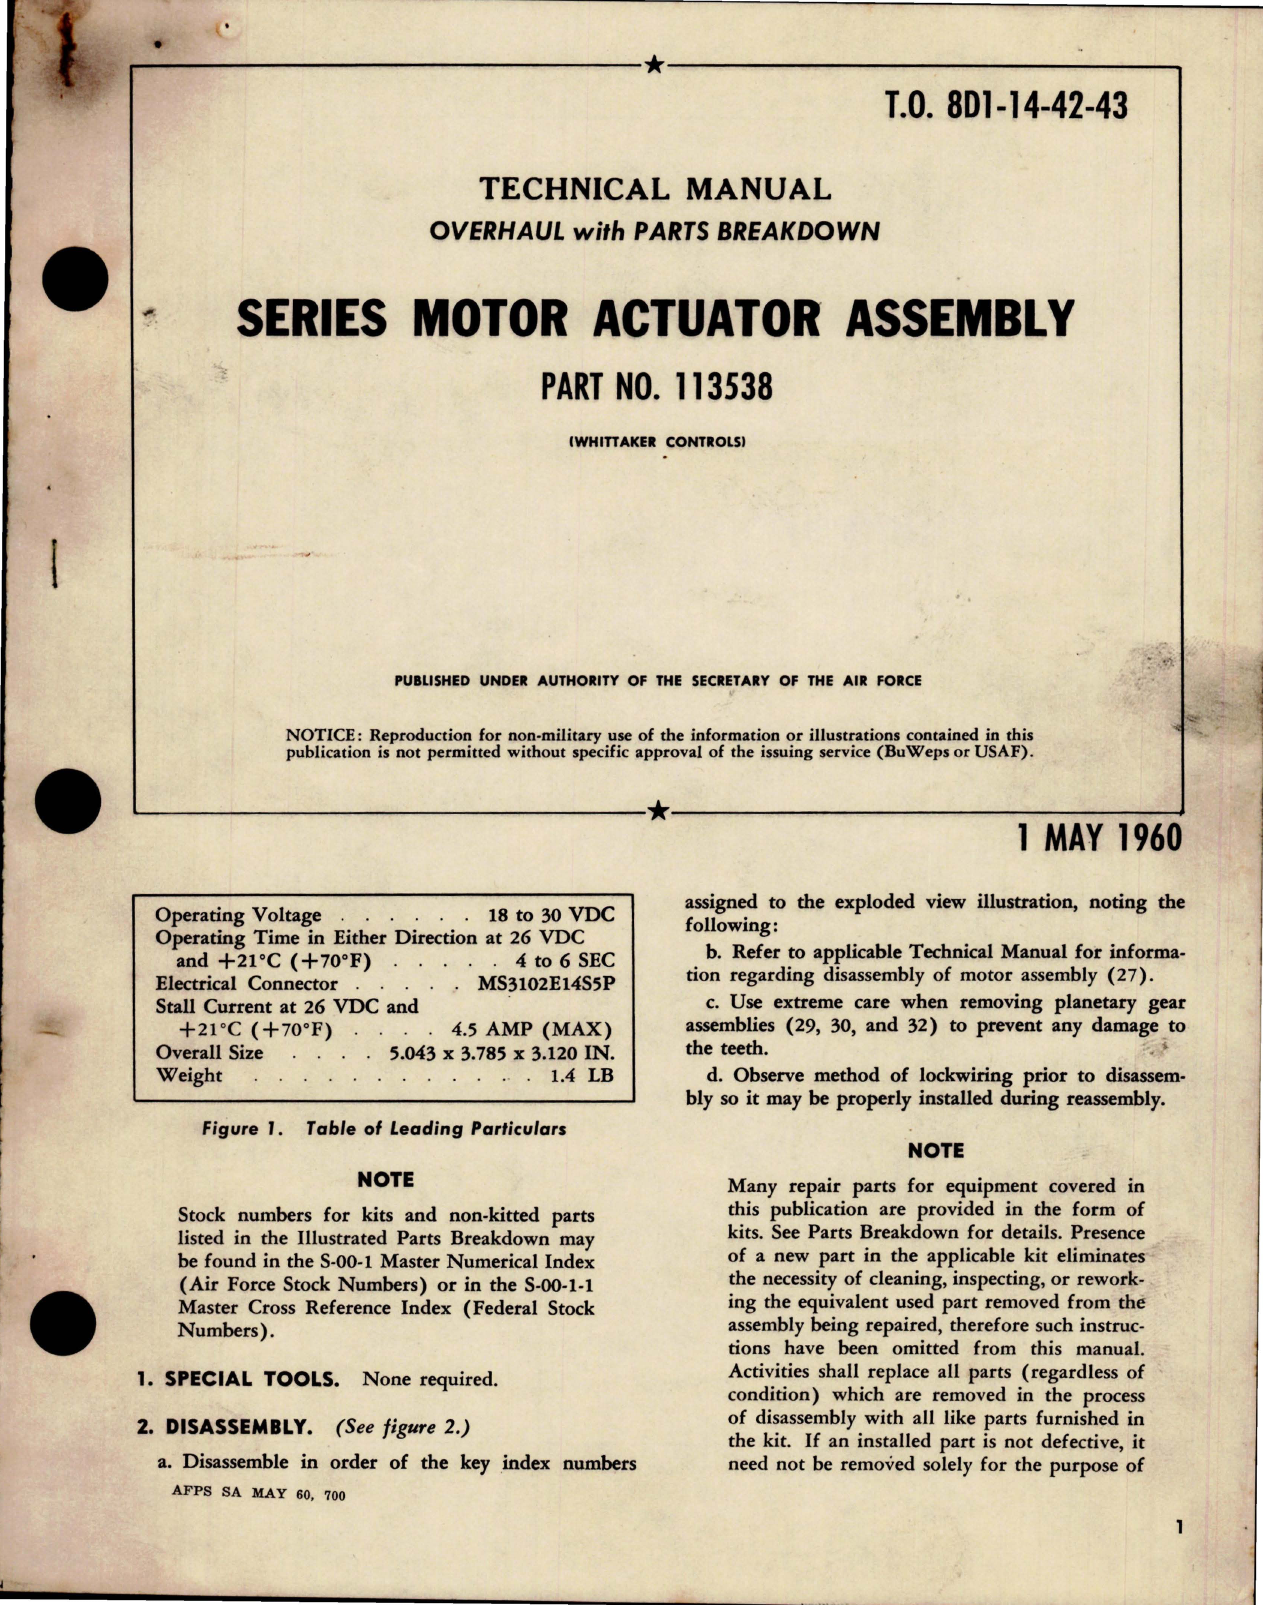 T.O. 8D1-14-42-43
TECHNICAL MANUAL
OVERHAUL with PARTS BREAKDOWN
SERIES MOTOR ACTUATOR ASSEMBLY
PART NO. 113538
(WHITTAKER CONTROLS)
PUBLISHED UNDER AUTHORITY OF THE SECRETARY OF THE AIR FORCE
NOTICE: Reproduction for non-military use of the information or illustrations contained in this
publication is not permitted without specific approval of the issuing service (BuWeps or USAF).
1 MAY 1960
Operating Voltage . . . . . . 18 to 30 VDC
Operating Time in Either Direction at 26 VDC
and +21°C (+70°F) . . . . . 4 to 6 SEC
Electrical Connector . . . . . MS3102E14S5P
Stall Current at 26 VDC and
+21°C (+70°F) . . . . 4.5 AMP (MAX)
Overall Size . . . . 5.043 x 3.785 x 3.120 IN.
Weight . . . . . . . . . . . . 1.4 LB
Figure 1. Table of Leading Particulars
NOTE
Stock numbers for kits and non-kitted parts
listed in the Illustrated Parts Breakdown may
be found in the S-00-1 Master Numerical Index
(Air Force Stock Numbers) or in the S-00-1-1
Master Cross Reference Index (Federal Stock
Numbers).
1. SPECIAL TOOLS. None required.
2. DISASSEMBLY. (See figure 2.)
a. Disassemble in order of the key index numbers
AFPS SA MAY 60, 700
assigned to the exploded view illustration, noting the
following:
b. Refer to applicable Technical Manual for informa-
tion regarding disassembly of motor assembly (27).
c. Use extreme care when removing planetary gear
assemblies (29, 30, and 32) to prevent any damage to
the teeth.
d. Observe method of lockwiring prior to disassem-
bly so it may be properly installed during reassembly.
NOTE
Many repair parts for equipment covered in
this publication are provided in the form of
kits. See Parts Breakdown for details. Presence
of a new part in the applicable kit eliminates
the necessity of cleaning, inspecting, or rework-
ing the equivalent used part removed from the
assembly being repaired, therefore such instruc-
tions have been omitted from this manual.
Activities shall replace all parts (regardless of
condition) which are removed in the process
of disassembly with all like parts furnished in
the kit. If an installed part is not defective, it
need not be removed solely for the purpose of
1